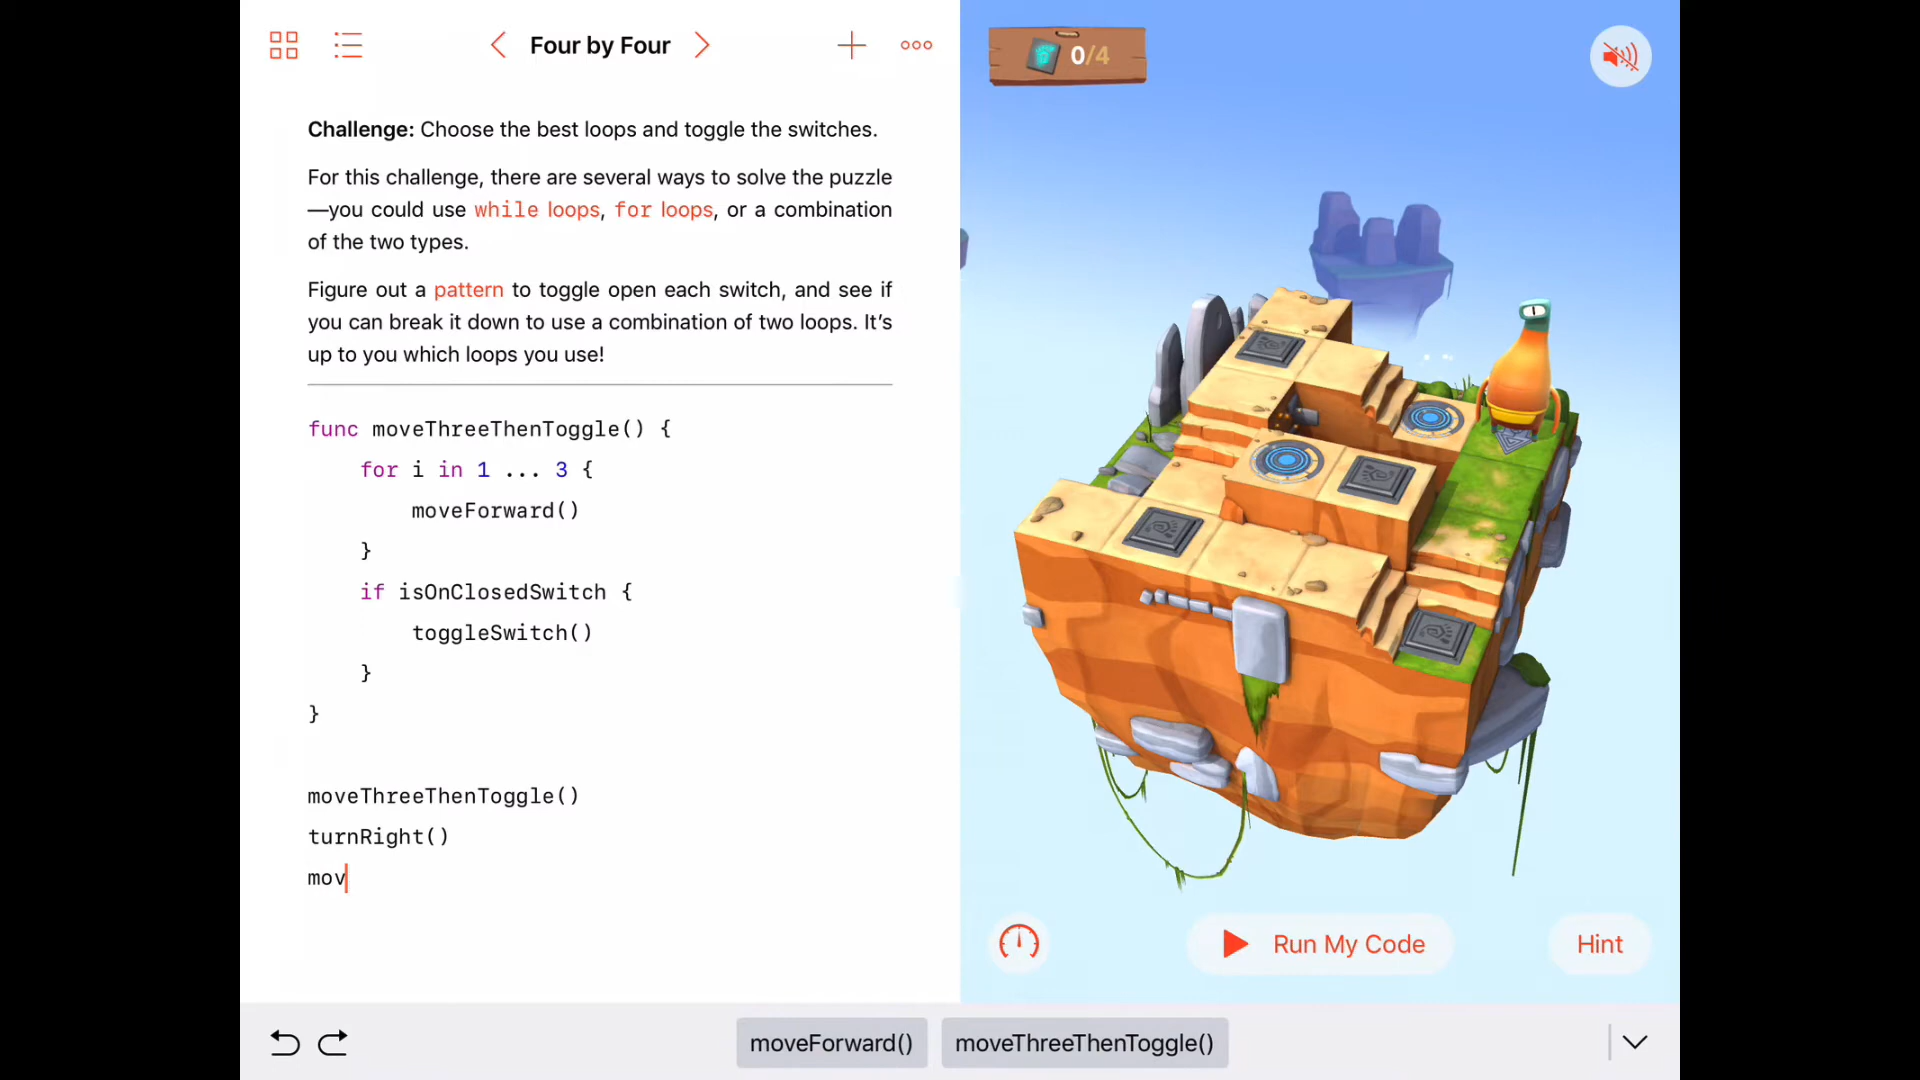 Four by Four
0/4
Challenge: Choose the best loops and toggle the switches.
For this challenge, there are several ways to solve the puzzle
—you could use while loops, for loops, or a combination
of the two types.
Figure out a pattern to toggle open each switch, and see if
you can break it down to use a combination of two loops. It’s
up to you which loops you use!
func moveThreeThenToggle() {
    for i in 1 ... 3 {
        moveForward()
    }
    if isOnClosedSwitch {
        toggleSwitch()
    }
}
moveThreeThenToggle()
turnRight()
mov
Run My Code
Hint
moveForward()
moveThreeThenToggle()